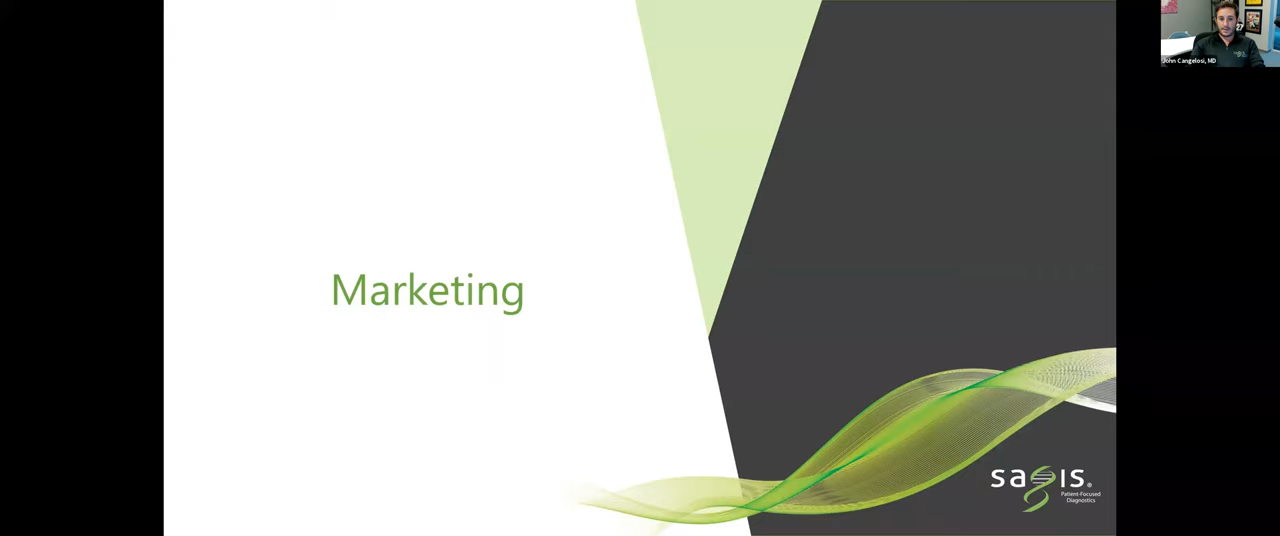 John Cangelosi, MD
Marketing
sagis®
Patient-Focused
Diagnostics